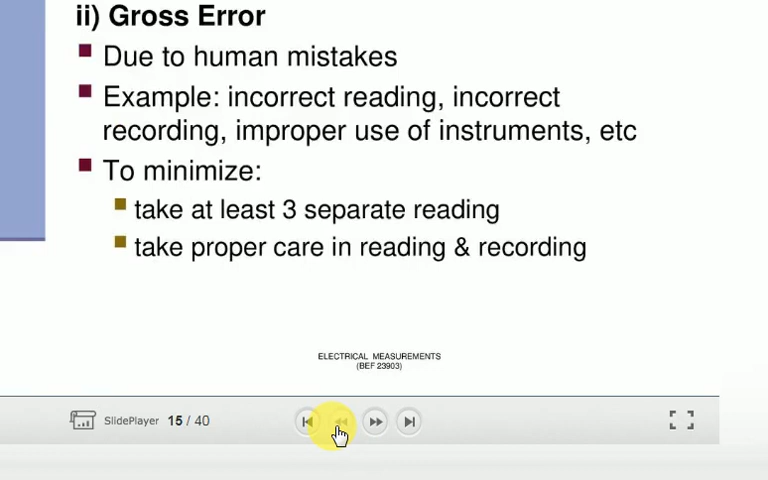 ii) Gross Error
Due to human mistakes
Example: incorrect reading, incorrect
recording, improper use of instruments, etc
To minimize:
take at least 3 separate reading
take proper care in reading & recording
ELECTRICAL MEASUREMENTS
(BEF 23903)
SlidePlayer 15 / 40